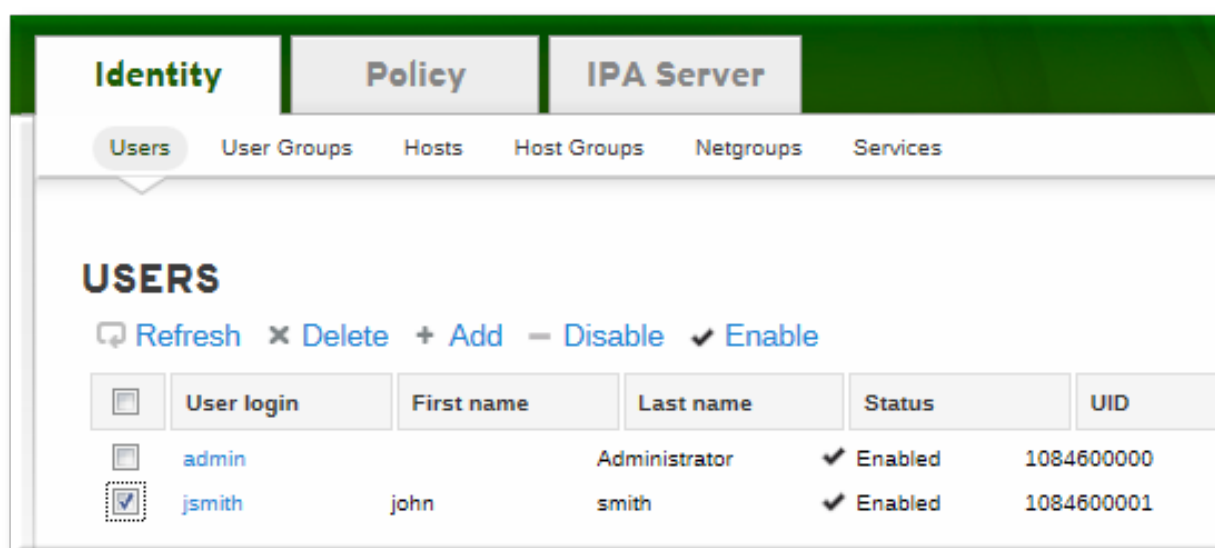 Identity Policy IPA Server
Users User Groups Hosts Host Groups Netgroups Services
USERS
Refresh Delete Add Disable Enable
User login First name Last name Status UID
admin Administrator Enabled 1084600000
jsmith john smith Enabled 1084600001